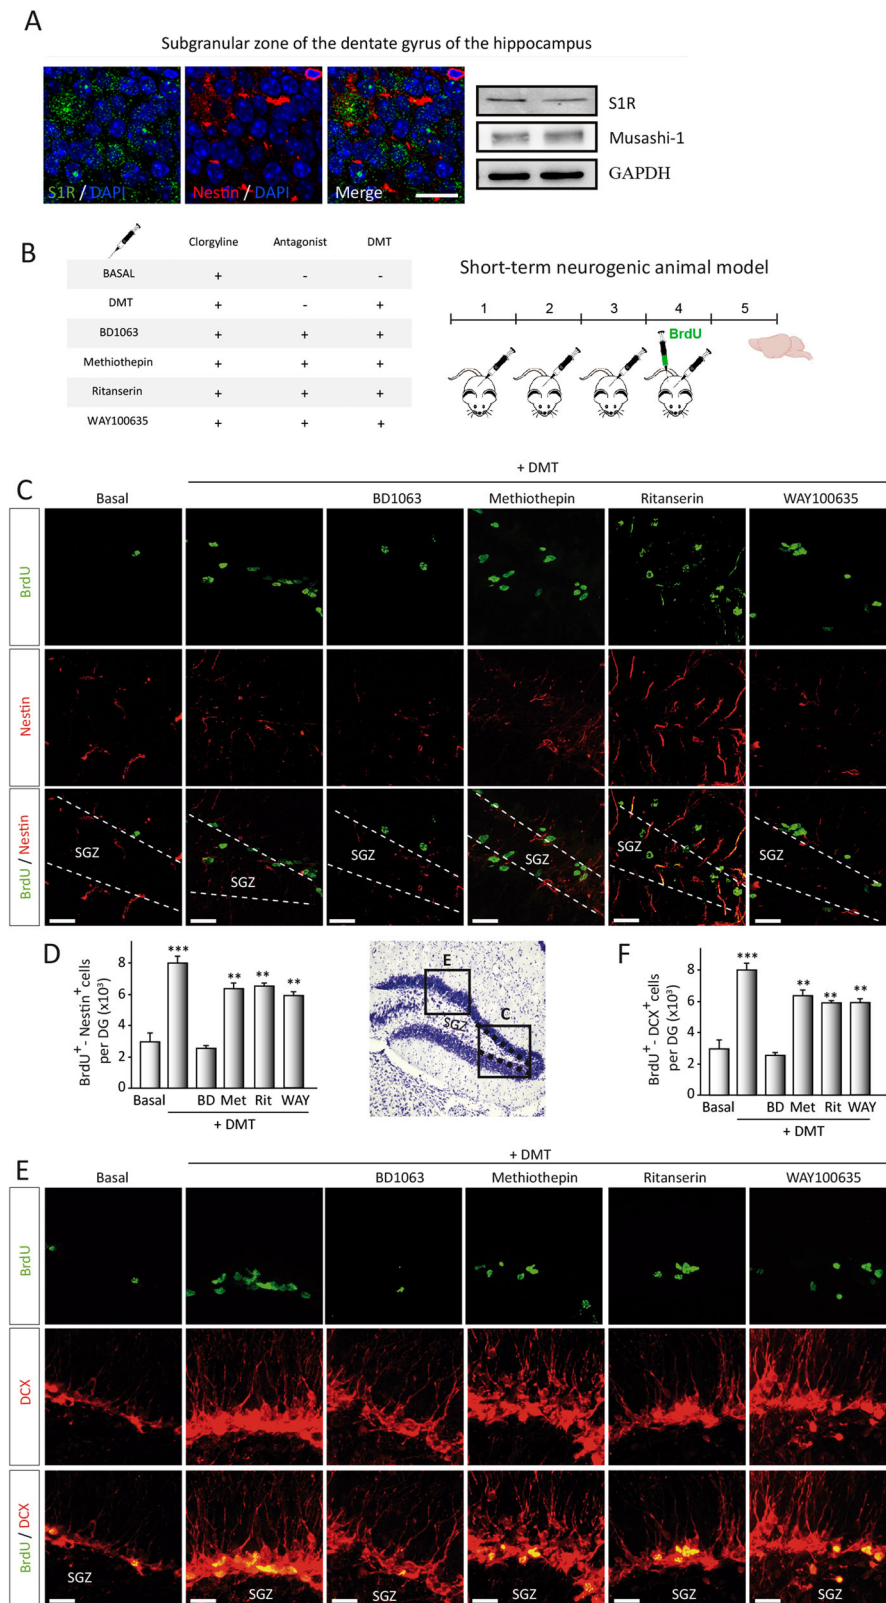 A
Subgranular zone of the dentate gyrus of the hippocampus
S1R / DAPI
Nestin / DAPI
Merge
S1R
Musashi-1
GAPDH
B
Clorgyline Antagonist DMT
BASAL + - -
DMT + - +
BD1063 + + +
Methiothepin + + +
Ritanserin + + +
WAY100635 + + +
Short-term neurogenic animal model
1 2 3 4 5
BrdU
+ DMT
C
Basal BD1063 Methiothepin Ritanserin WAY100635
BrdU
Nestin
BrdU / Nestin
SGZ SGZ SGZ SGZ SGZ SGZ
D
BrdU+ - Nestin+ cells
per DG (x10³)
8
6
4
2
0
*** ** ** **
Basal BD Met Rit WAY
+ DMT
E
SGZ
C
F
BrdU+ - DCX+ cells
per DG (x10³)
8
6
4
2
0
*** ** ** **
Basal BD Met Rit WAY
+ DMT
E
+ DMT
Basal BD1063 Methiothepin Ritanserin WAY100635
BrdU
DCX
BrdU / DCX
SGZ SGZ SGZ SGZ SGZ SGZ